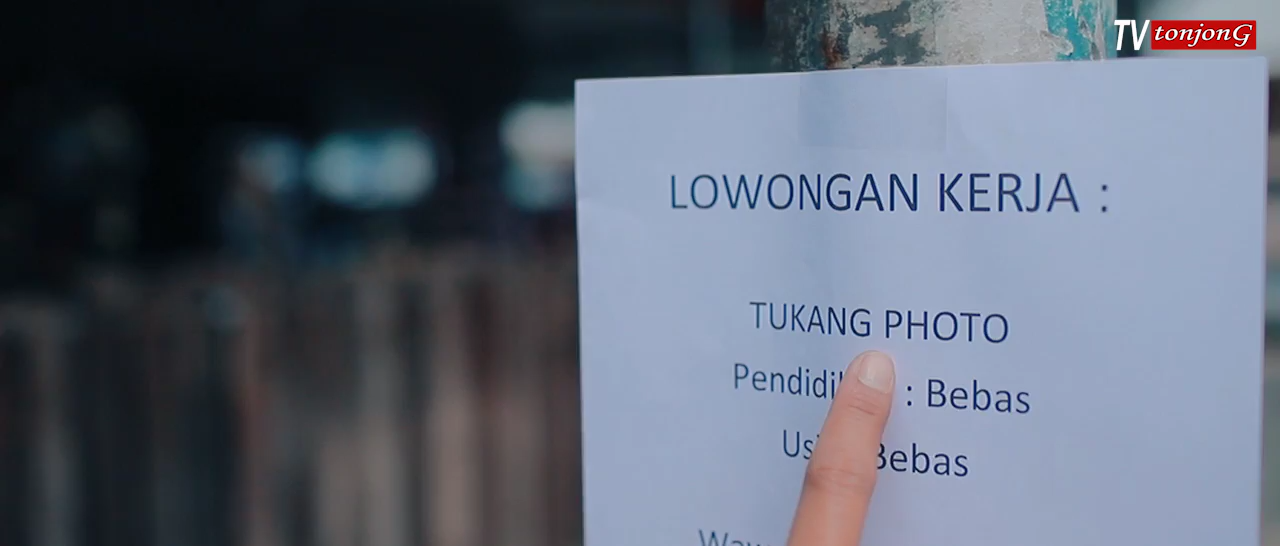 TV tonjonG
LOWONGAN KERJA :
TUKANG PHOTO
: Bebas
Bebas